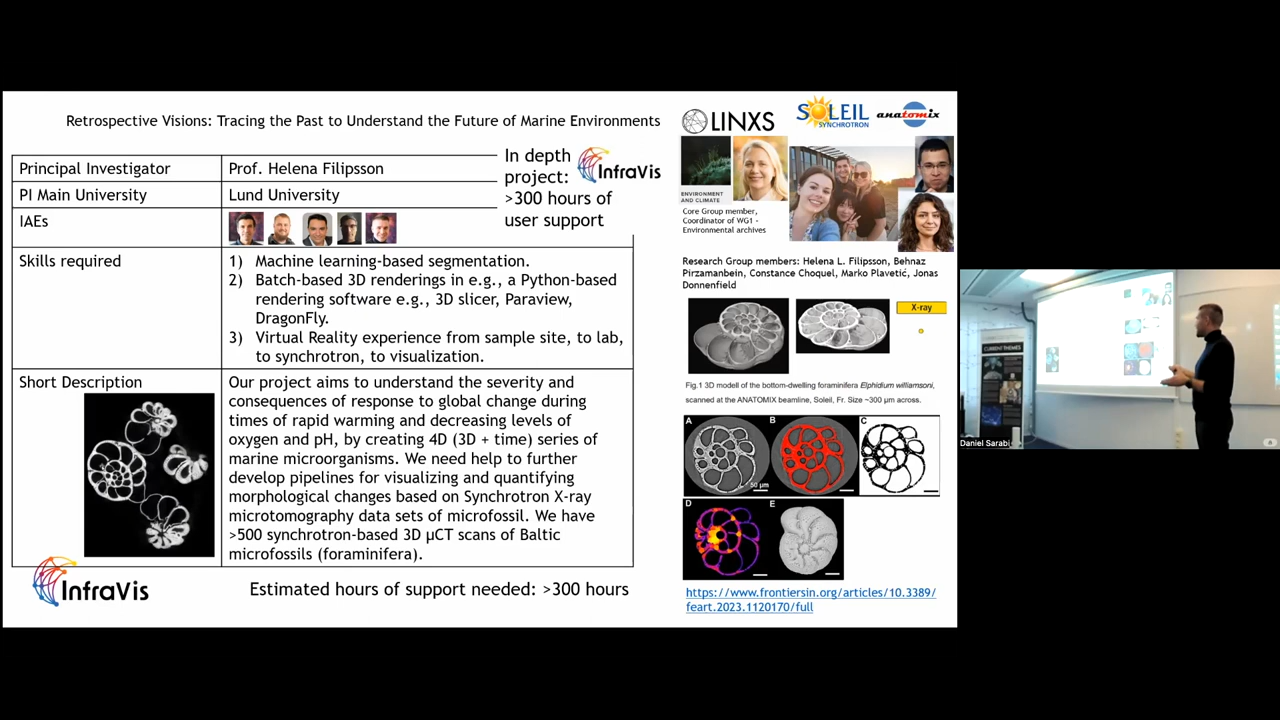 Retrospective Visions: Tracing the Past to Understand the Future of Marine Environments
Principal Investigator
Prof. Helena Filipsson
PI Main University
Lund University
IAEs
In depth
project:
>300 hours of
user support
InfraVis
Skills required
1) Machine learning-based segmentation.
2) Batch-based 3D renderings in e.g., a Python-based
rendering software e.g., 3D slicer, Paraview,
DragonFly.
3) Virtual Reality experience from sample site, to lab,
to synchrotron, to visualization.
Short Description
Our project aims to understand the severity and
consequences of response to global change during
times of rapid warming and decreasing levels of
oxygen and pH, by creating 4D (3D + time) series of
marine microorganisms. We need help to further
develop pipelines for visualizing and quantifying
morphological changes based on Synchrotron X-ray
microtomography data sets of microfossil. We have
>500 synchrotron-based 3D µCT scans of Baltic
microfossils (foraminifera).
InfraVis
Estimated hours of support needed: >300 hours
LINXS
SOLEIL
SYNCHROTRON
anatomix
ENVIRONMENT
AND CLIMATE
Core Group member,
Coordinator of WG1 -
Environmental archives
Research Group members: Helena L. Filipsson, Behnaz
Pirzamanbein, Constance Choquel, Marko Plavetić, Jonas
Donnenfield
X-ray
Fig.1 3D modell of the bottom-dwelling foraminifera Elphidium williamsoni,
scanned at the ANATOMIX beamline, Soleil, Fr. Size ~300 µm across.
A
B
C
50 µm
D
E
https://www.frontiersin.org/articles/10.3389/
feart.2023.1120170/full
CURRENT THEMES
Daniel Sarabi